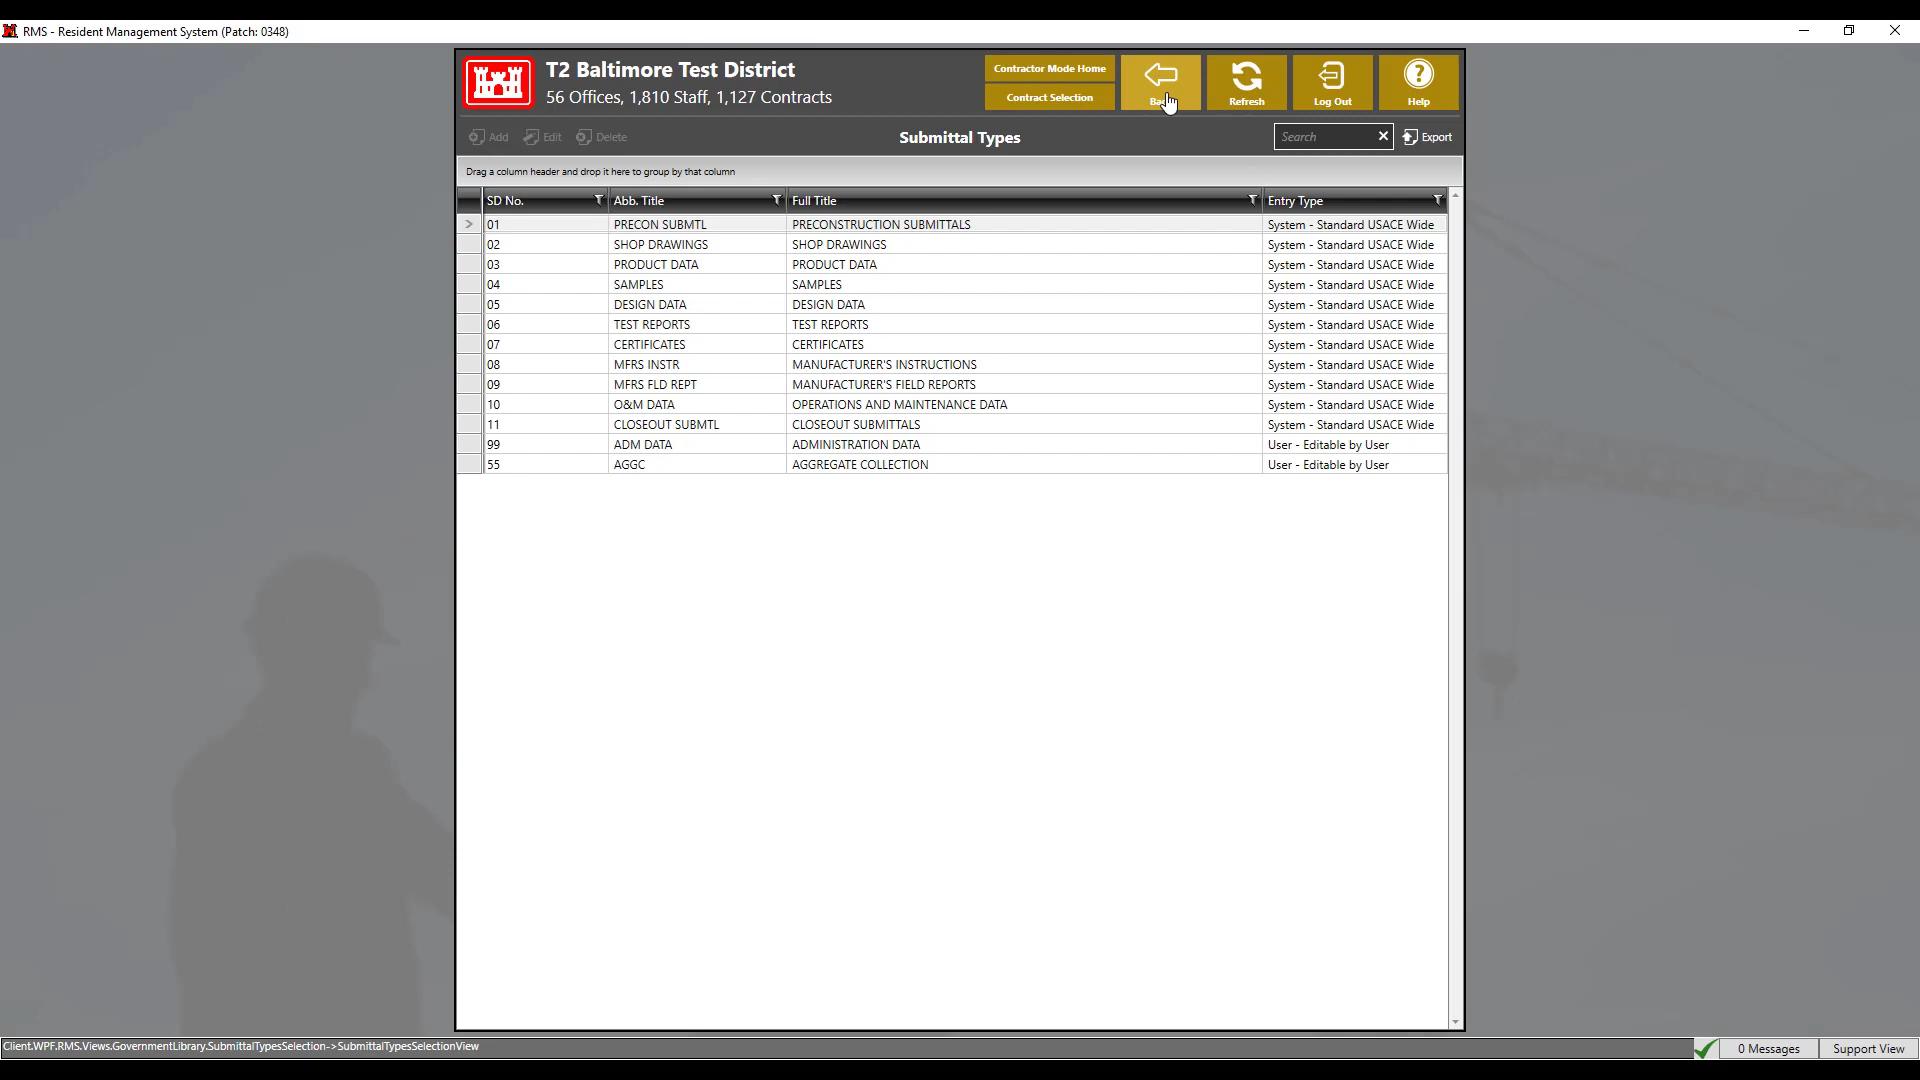 RMS - Resident Management System (Patch: 0348)
T2 Baltimore Test District
56 Offices, 1,810 Staff, 1,127 Contracts
Contractor Mode Home
Contract Selection
Refresh
Log Out
Help
Add Edit Delete
Submittal Types
Search
Export
Drag a column header and drop it here to group by that column
SD No. Abb. Title Full Title Entry Type
01 PRECON SUBMTL PRECONSTRUCTION SUBMITTALS System - Standard USACE Wide
02 SHOP DRAWINGS SHOP DRAWINGS System - Standard USACE Wide
03 PRODUCT DATA PRODUCT DATA System - Standard USACE Wide
04 SAMPLES SAMPLES System - Standard USACE Wide
05 DESIGN DATA DESIGN DATA System - Standard USACE Wide
06 TEST REPORTS TEST REPORTS System - Standard USACE Wide
07 CERTIFICATES CERTIFICATES System - Standard USACE Wide
08 MFRS INSTR MANUFACTURER'S INSTRUCTIONS System - Standard USACE Wide
09 MFRS FLD REPT MANUFACTURER'S FIELD REPORTS System - Standard USACE Wide
10 O&M DATA OPERATIONS AND MAINTENANCE DATA System - Standard USACE Wide
11 CLOSEOUT SUBMTL CLOSEOUT SUBMITTALS System - Standard USACE Wide
99 ADM DATA ADMINISTRATION DATA User - Editable by User
55 AGGC AGGREGATE COLLECTION User - Editable by User
Client.WPF.RMS.Views.GovernmentLibrary.SubmittalTypesSelection->SubmittalTypesSelectionView
0 Messages
Support View